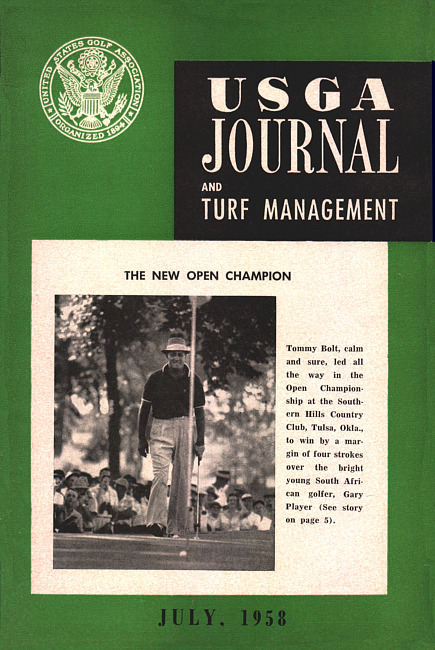 UNITED STATES GOLF ASSOCIATION
ORGANIZED 1894
USGA
JOURNAL
AND
TURF MANAGEMENT
THE NEW OPEN CHAMPION
Tommy Bolt, calm
and sure, led all
the way in the
Open Champion-
ship at the South-
ern Hills Country
Club, Tulsa, Okla.,
to win by a mar-
gin of four strokes
over the bright
young South Afri-
can golfer, Gary
Player (See story
on page 5).
JULY, 1958